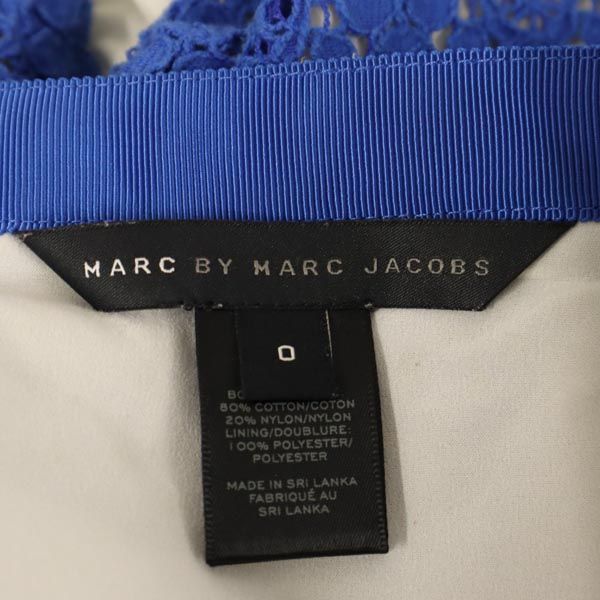 MARC BY MARC JACOBS
0
80% COTTON/COTON
20% NYLON/NYLON
LINING/DOUBLURE:
100% POLYESTER/
POLYESTER
MADE IN SRI LANKA
FABRIQUÉ AU
SRI LANKA